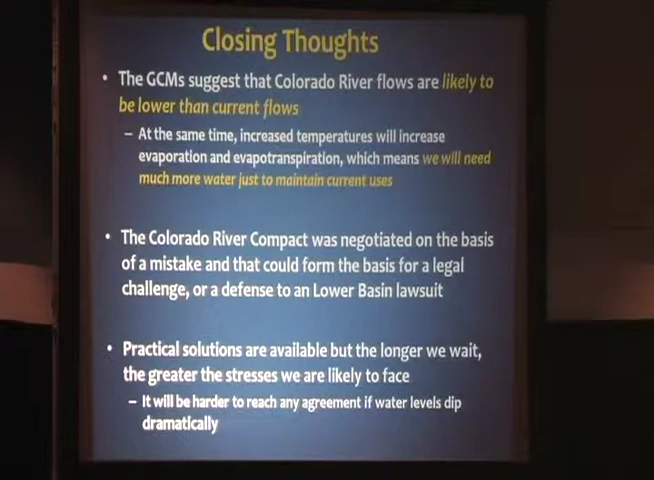 Closing Thoughts
• The GCMs suggest that Colorado River flows are likely to
be lower than current flows
– At the same time, increased temperatures will increase
evaporation and evapotranspiration, which means we will need
much more water just to maintain current uses
• The Colorado River Compact was negotiated on the basis
of a mistake and that could form the basis for a legal
challenge, or a defense to an Lower Basin lawsuit
• Practical solutions are available but the longer we wait,
the greater the stresses we are likely to face
– It will be harder to reach any agreement if water levels dip
dramatically